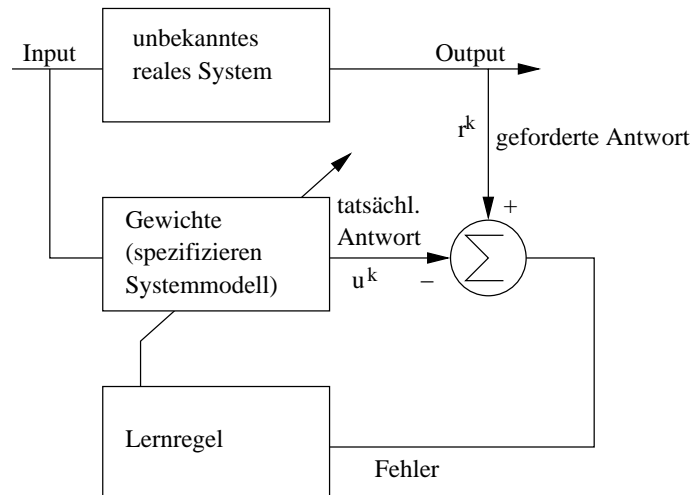 Input
unbekanntes
reales System
Output
r^k
geforderte Antwort
+
Gewichte
(spezifizieren
Systemmodell)
tatsächl.
Antwort
u^k
−
∑
Lernregel
Fehler